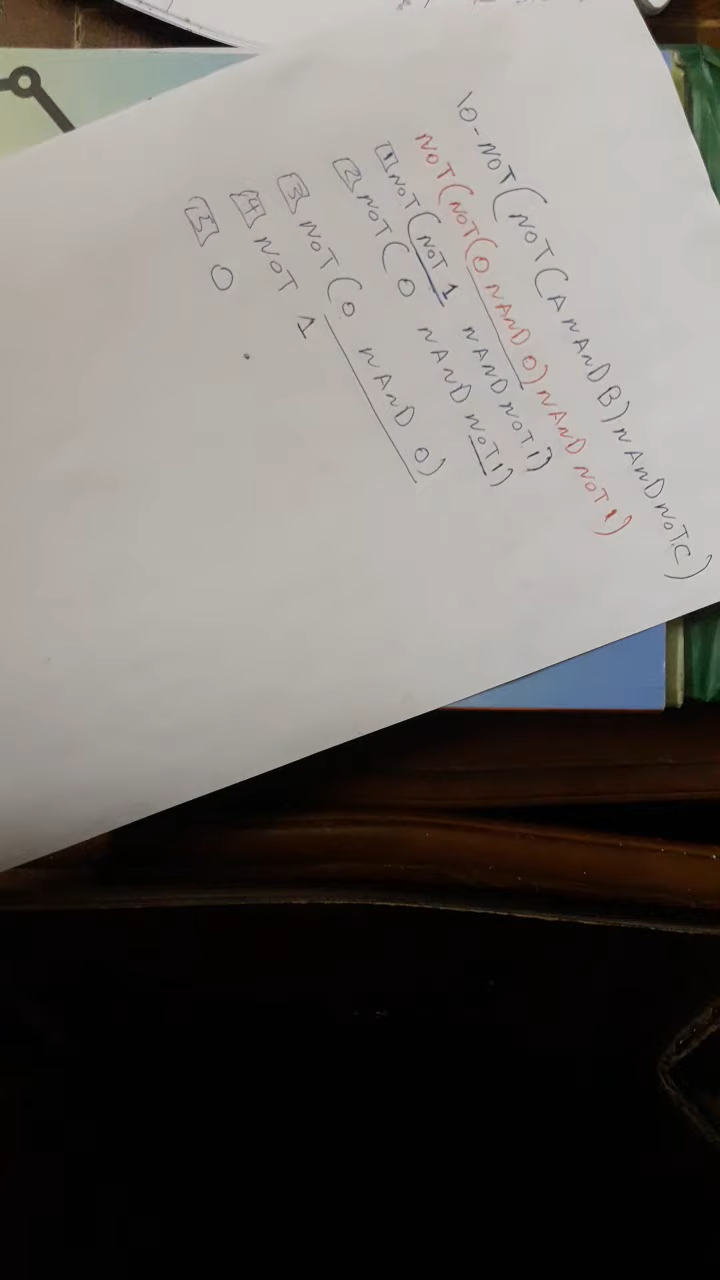 10-NOT(NOT(A NAND B) NAND NOT C)
NOT(NOT(0 NAND 0) NAND NOT 1)
1 NOT(NOT 1 NAND NOT 1)
2 NOT(0 NAND NOT 1)
3 NOT(0 NAND 0)
4 NOT 1
5 0